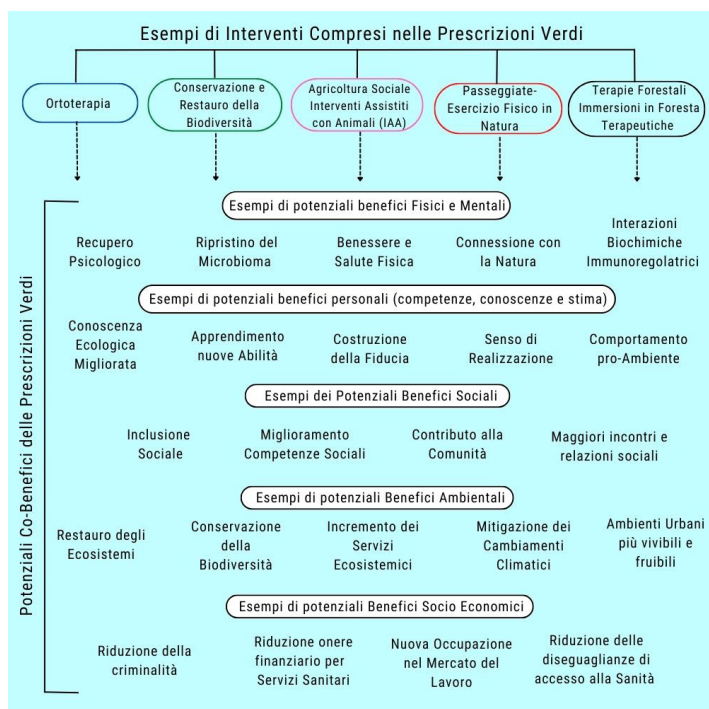 Esempi di Interventi Compresi nelle Prescrizioni Verdi
Ortoterapia
Conservazione e
Restauro della
Biodiversità
Agricoltura Sociale
Interventi Assistiti
con Animali (IAA)
Passeggiate-
Esercizio Fisico in
Natura
Terapie Forestali
Immersioni in Foresta
Terapeutiche
Potenziali Co-Benefici delle Prescrizioni Verdi
Esempi di potenziali benefici Fisici e Mentali
Recupero
Psicologico
Ripristino del
Microbioma
Benessere e
Salute Fisica
Connessione con
la Natura
Interazioni
Biochimiche
Immunoregolatrici
Esempi di potenziali benefici personali (competenze, conoscenze e stima)
Conoscenza
Ecologica
Migliorata
Apprendimento
nuove Abilità
Costruzione
della Fiducia
Senso di
Realizzazione
Comportamento
pro-Ambiente
Esempi dei Potenziali Benefici Sociali
Inclusione
Sociale
Miglioramento
Competenze Sociali
Contributo alla
Comunità
Maggiori incontri e
relazioni sociali
Esempi di potenziali Benefici Ambientali
Restauro degli
Ecosistemi
Conservazione
della
Biodiversità
Incremento dei
Servizi
Ecosistemici
Mitigazione dei
Cambiamenti
Climatici
Ambienti Urbani
più vivibili e
fruibili
Esempi di potenziali Benefici Socio Economici
Riduzione della
criminalità
Riduzione onere
finanziario per
Servizi Sanitari
Nuova Occupazione
nel Mercato del
Lavoro
Riduzione delle
diseguaglianze di
accesso alla Sanità